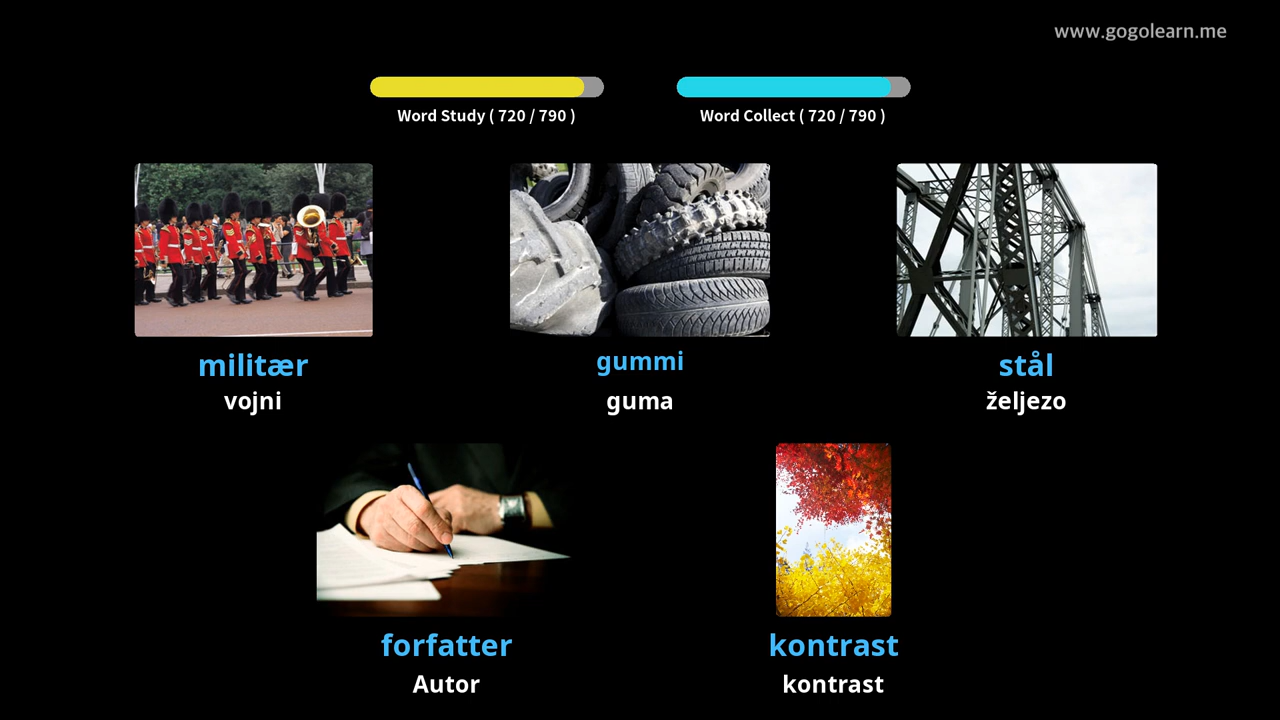 www.gogolearn.me
Word Study ( 720 / 790 )
Word Collect ( 720 / 790 )
militær
vojni
gummi
guma
stål
željezo
forfatter
Autor
kontrast
kontrast